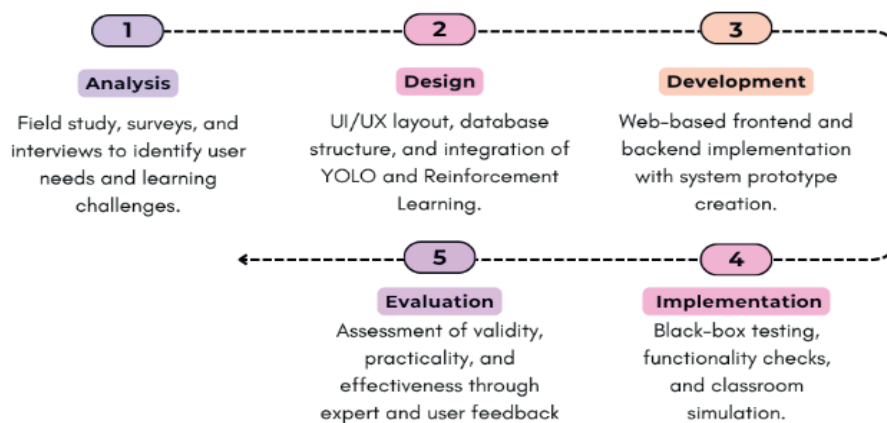 1
Analysis
Field study, surveys, and
interviews to identify user
needs and learning
challenges.
2
Design
UI/UX layout, database
structure, and integration of
YOLO and Reinforcement
Learning.
3
Development
Web-based frontend and
backend implementation
with system prototype
creation.
4
Implementation
Black-box testing,
functionality checks,
and classroom
simulation.
5
Evaluation
Assessment of validity,
practicality, and
effectiveness through
expert and user feedback